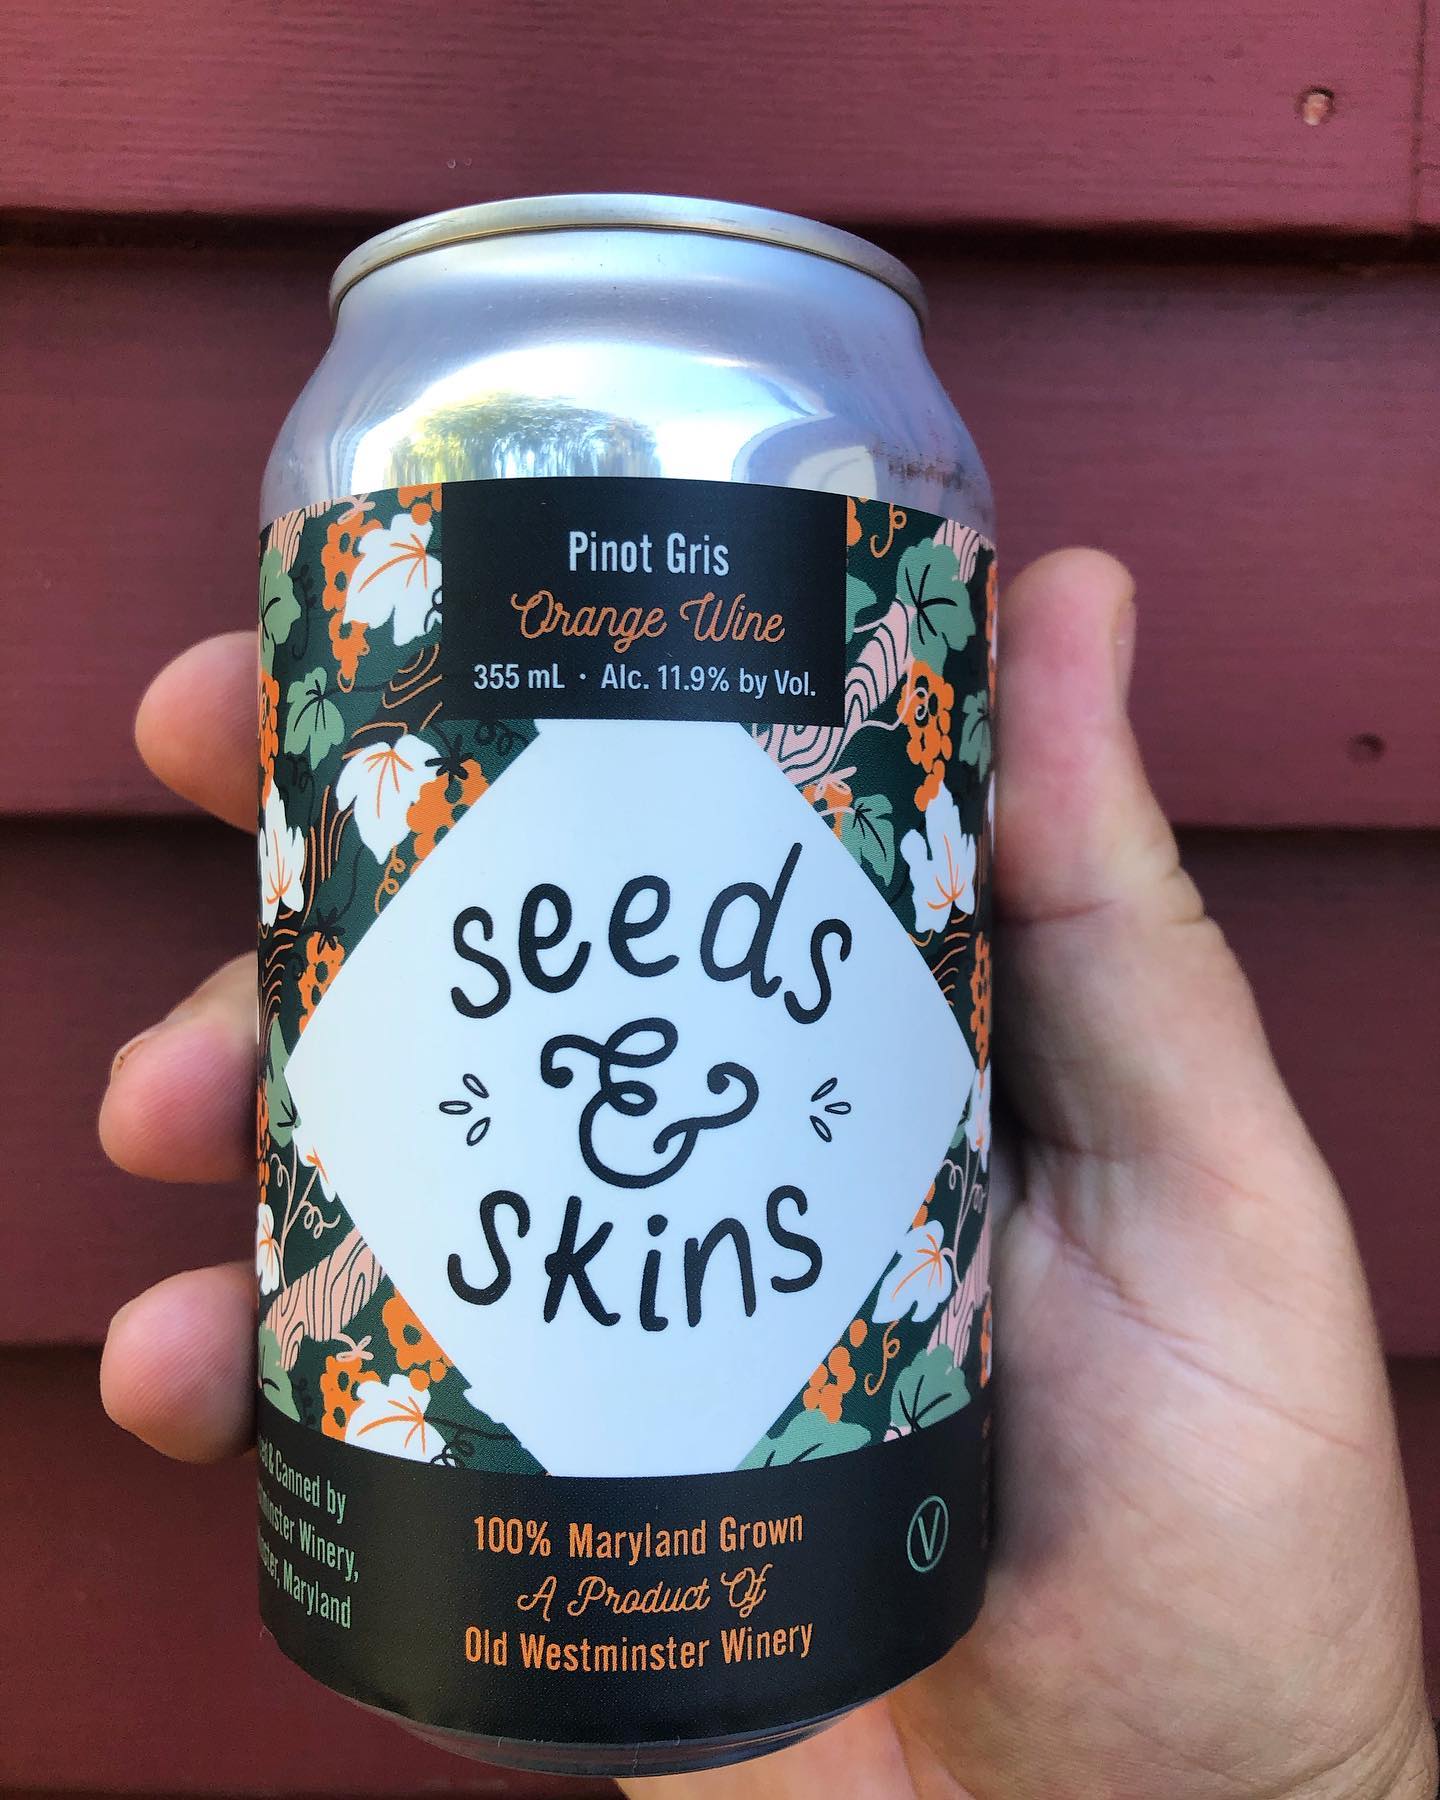 Pinot Gris
Orange Wine
355 mL · Alc. 11.9% by Vol.
seeds
&
skins
& Canned by
Winery,
Maryland
100% Maryland Grown
A Product Of
Old Westminster Winery
V